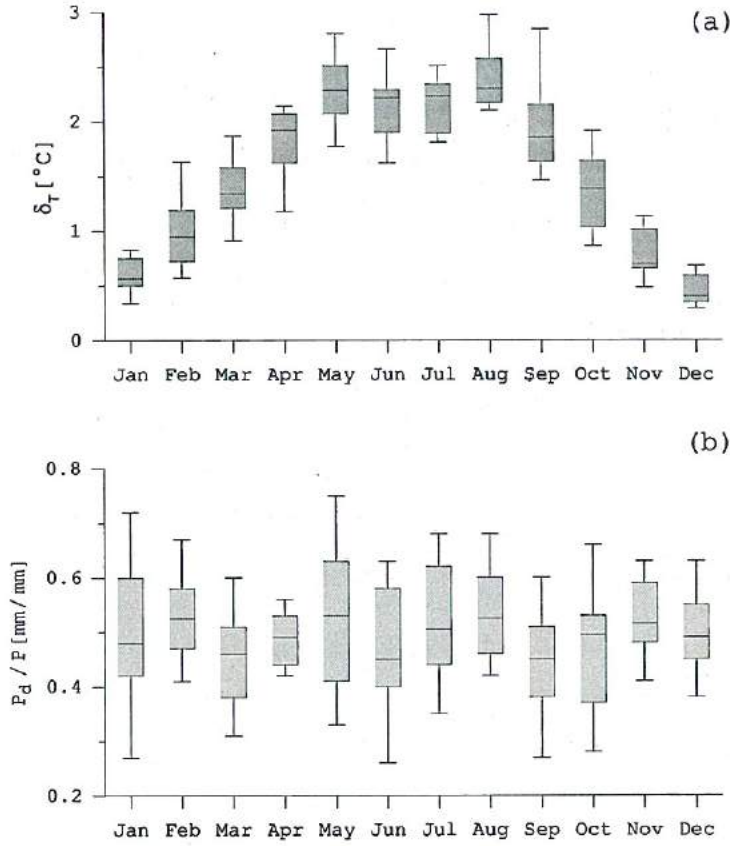 (a)
3
2
1
0
δT [°C]
Jan Feb Mar Apr May Jun Jul Aug Sep Oct Nov Dec
(b)
0.8
0.6
0.4
0.2
Pd / P [mm/mm]
Jan Feb Mar Apr May Jun Jul Aug Sep Oct Nov Dec